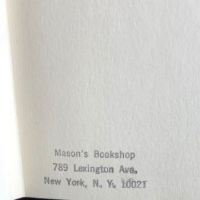 Mason's Bookshop
789 Lexington Ave.
New York, N. Y. 10021